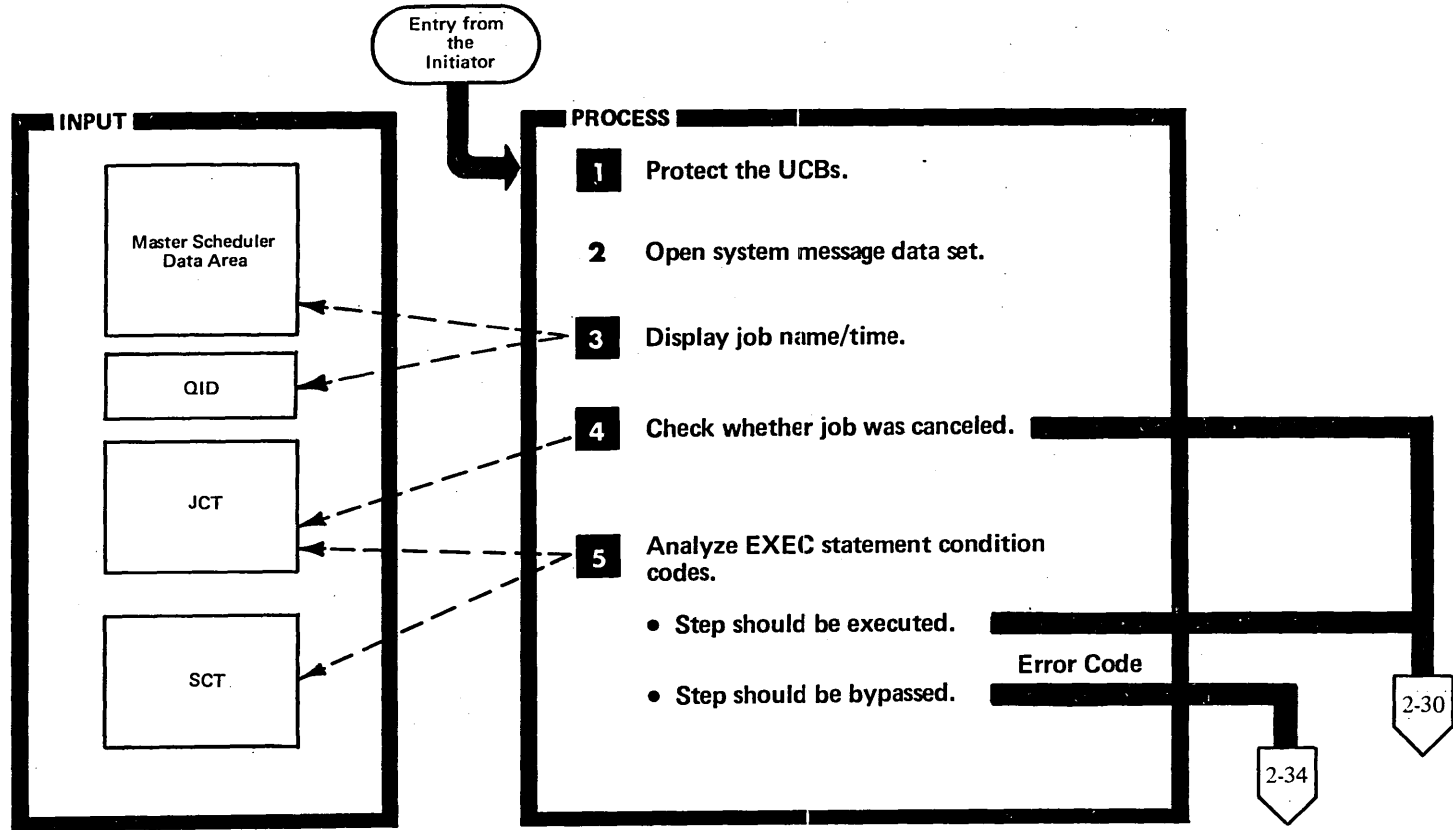 Entry from
the
Initiator
INPUT
Master Scheduler
Data Area
QID
JCT
SCT
PROCESS
1 Protect the UCBs.
2 Open system message data set.
3 Display job name/time.
4 Check whether job was canceled.
5 Analyze EXEC statement condition
codes.
• Step should be executed.
Error Code
• Step should be bypassed.
2-30
2-34